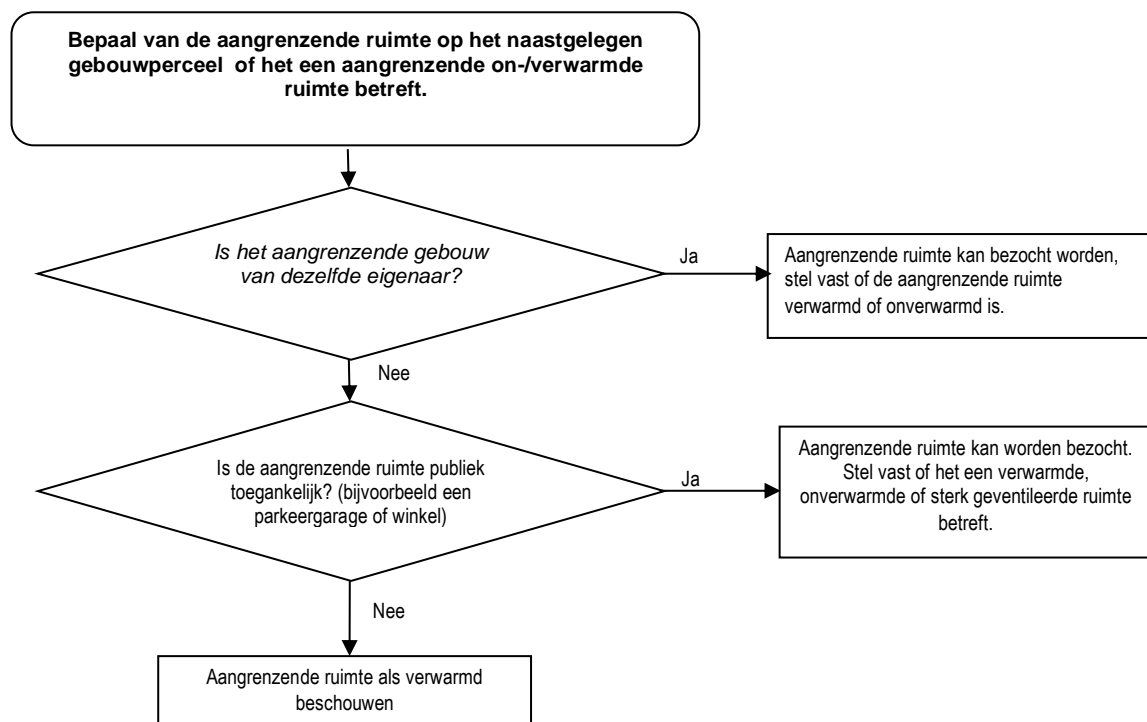 Bepaal van de aangrenzende ruimte op het naastgelegen
gebouwperceel of het een aangrenzende on-/verwarmde
ruimte betreft.
Is het aangrenzende gebouw
van dezelfde eigenaar?
Ja
Aangrenzende ruimte kan bezocht worden,
stel vast of de aangrenzende ruimte
verwarmd of onverwarmd is.
Nee
Is de aangrenzende ruimte publiek
toegankelijk? (bijvoorbeeld een
parkeergarage of winkel)
Ja
Aangrenzende ruimte kan worden bezocht.
Stel vast of het een verwarmde,
onverwarmde of sterk geventileerde ruimte
betreft.
Nee
Aangrenzende ruimte als verwarmd
beschouwen